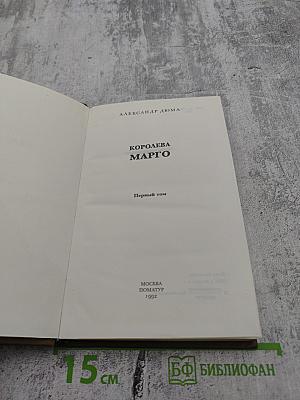 АЛЕКСАНДР ДЮМА
КОРОЛЕВА
МАРГО
Первый том
МОСКВА
ПОМАТУР
1992
15 см
БФ БИБЛИОФАН